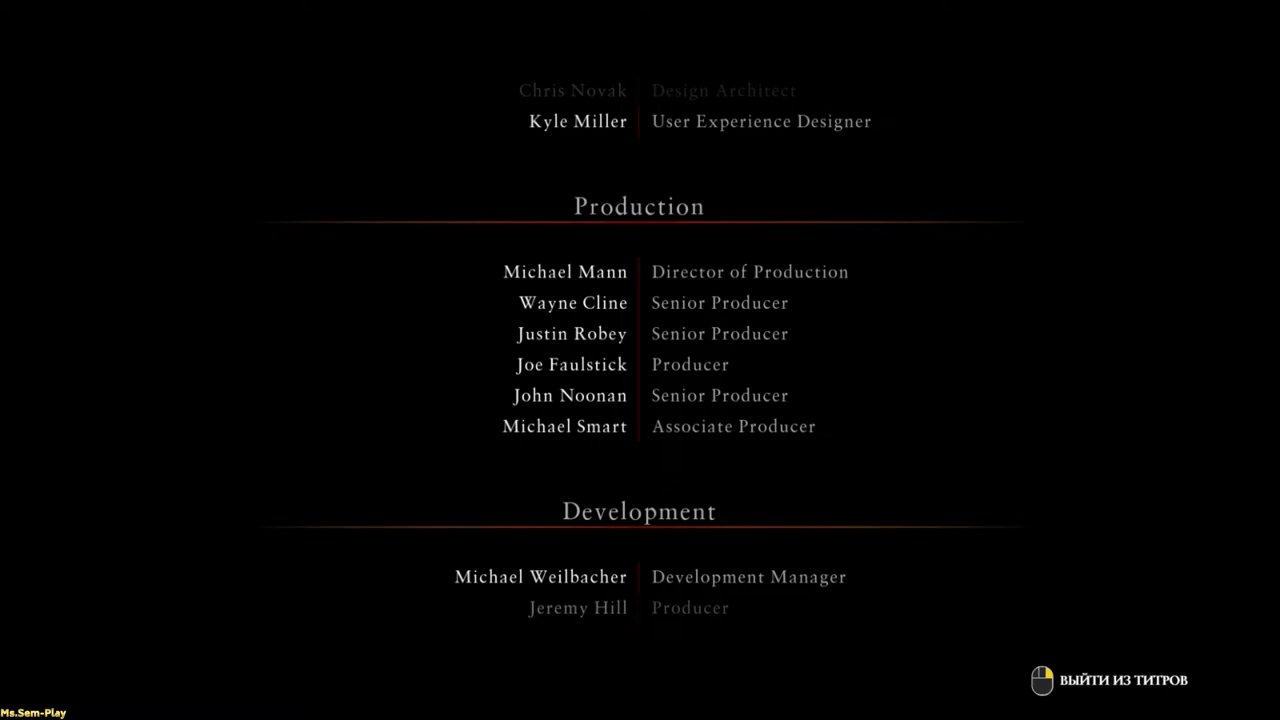 Chris Novak Design Architect
Kyle Miller User Experience Designer
Production
Michael Mann Director of Production
Wayne Cline Senior Producer
Justin Robey Senior Producer
Joe Faulstick Producer
John Noonan Senior Producer
Michael Smart Associate Producer
Development
Michael Weilbacher Development Manager
Jeremy Hill Producer
ВЫЙТИ ИЗ ТИТРОВ
Ms.Sem-Play